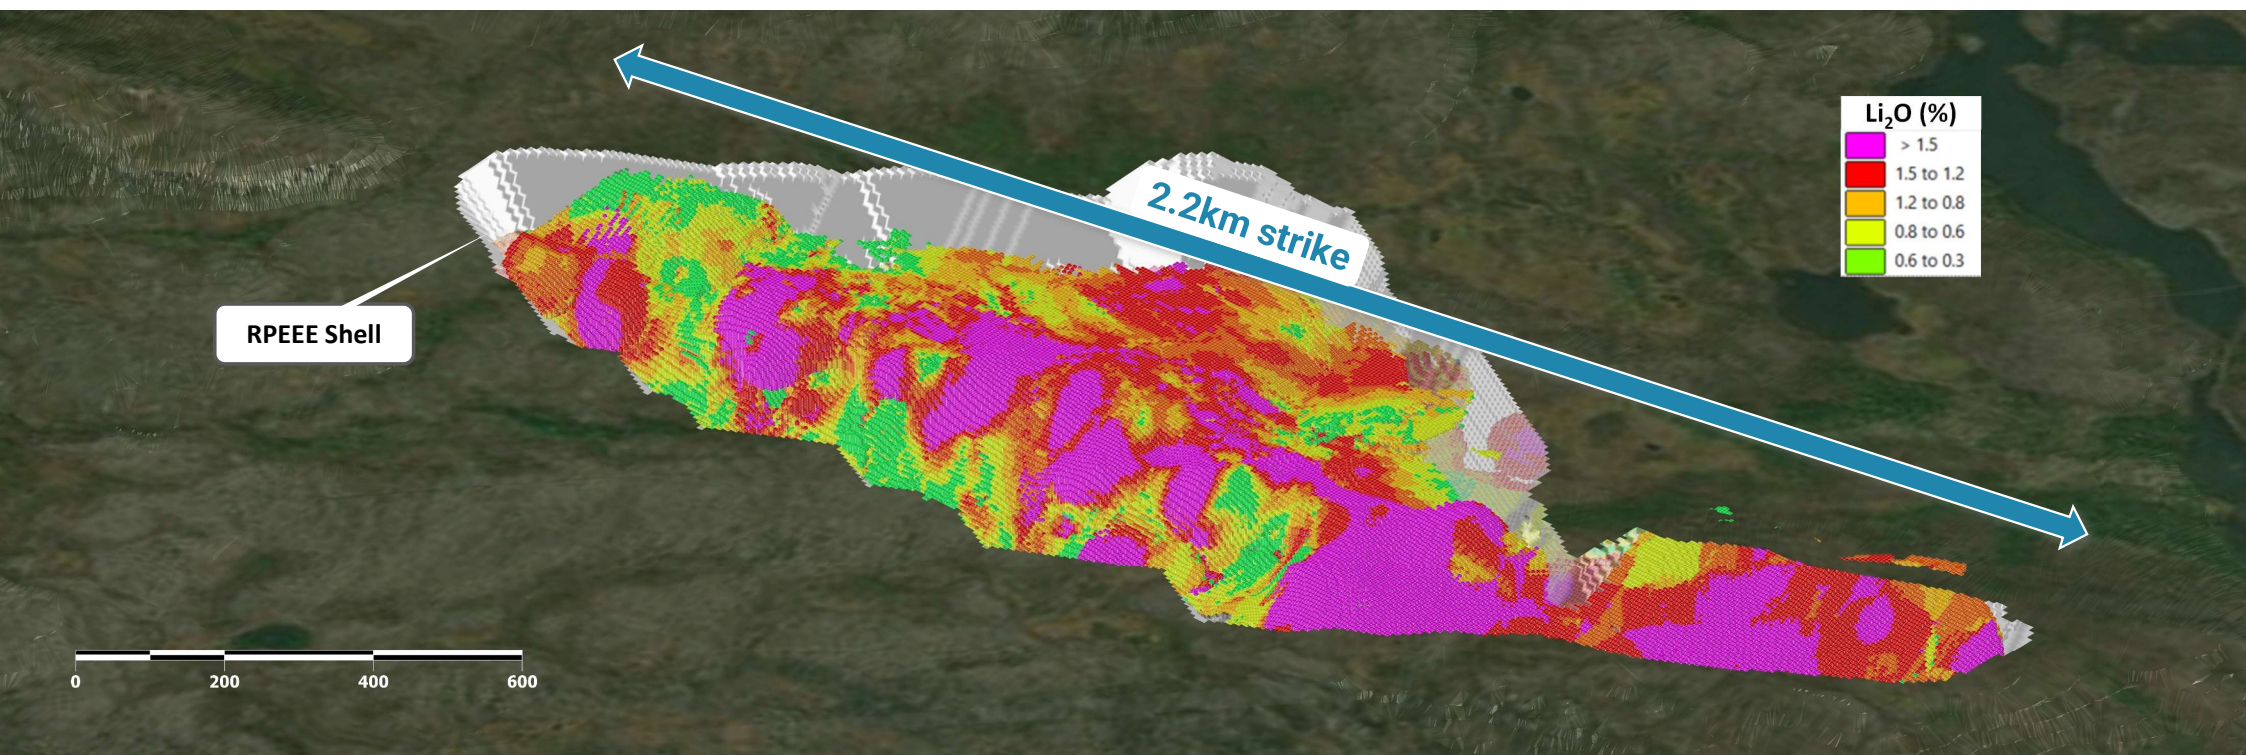 2.2km strike
Li₂O (%)
> 1.5
1.5 to 1.2
1.2 to 0.8
0.8 to 0.6
0.6 to 0.3
RPEEE Shell
0 200 400 600